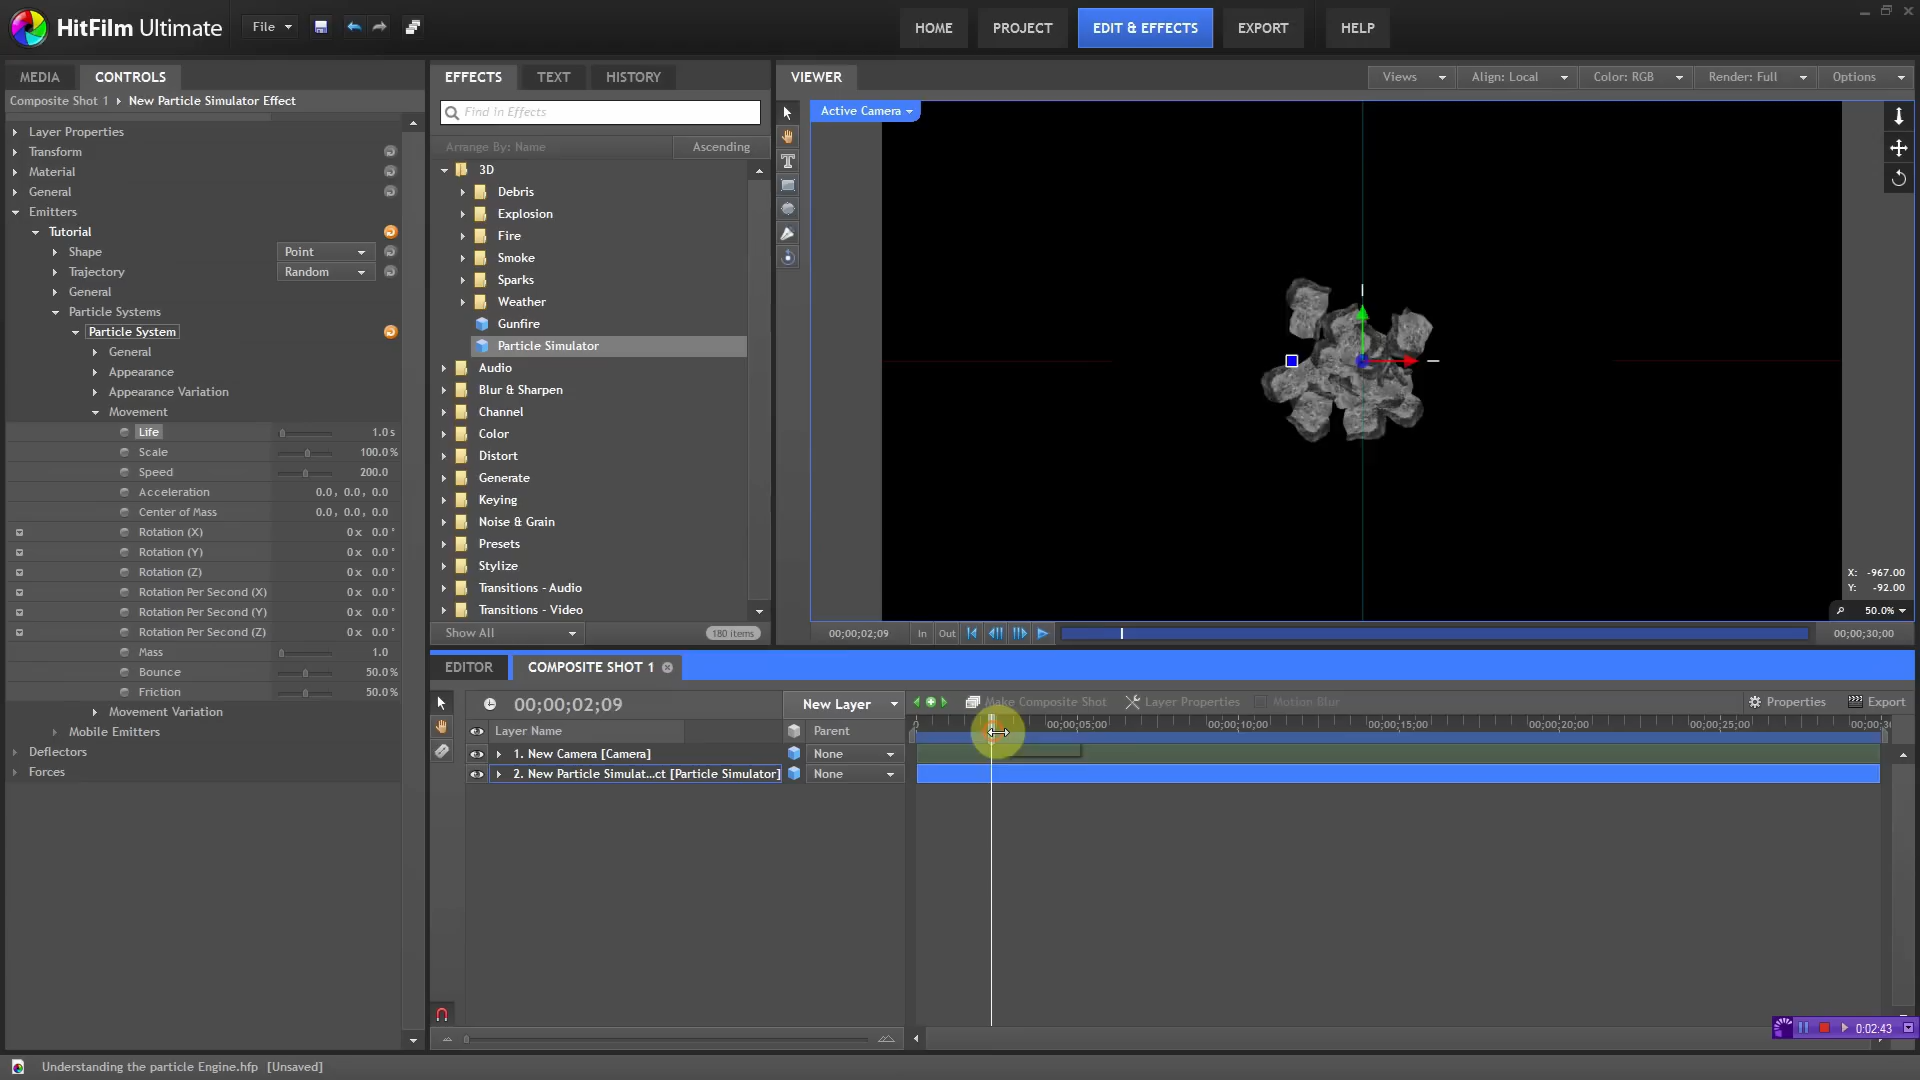 HitFilm Ultimate
File
HOME
PROJECT
EDIT & EFFECTS
EXPORT
HELP
MEDIA
CONTROLS
Composite Shot 1
New Particle Simulator Effect
Layer Properties
Transform
Material
General
Emitters
Tutorial
Shape
Point
Trajectory
Random
General
Particle Systems
Particle System
General
Appearance
Appearance Variation
Movement
Life 1.0 s
Scale 100.0 %
Speed 200.0
Acceleration 0.0, 0.0, 0.0
Center of Mass 0.0, 0.0, 0.0
Rotation (X) 0 x 0.0 °
Rotation (Y) 0 x 0.0 °
Rotation (Z) 0 x 0.0 °
Rotation Per Second (X) 0 x 0.0 °
Rotation Per Second (Y) 0 x 0.0 °
Rotation Per Second (Z) 0 x 0.0 °
Mass 1.0
Bounce 50.0 %
Friction 50.0 %
Movement Variation
Mobile Emitters
Deflectors
Forces
EFFECTS
TEXT
HISTORY
Find in Effects
Arrange By: Name
Ascending
3D
Debris
Explosion
Fire
Smoke
Sparks
Weather
Gunfire
Particle Simulator
Audio
Blur & Sharpen
Channel
Color
Distort
Generate
Keying
Noise & Grain
Presets
Stylize
Transitions - Audio
Transitions - Video
Show All
180 items
VIEWER
Views
Align: Local
Color: RGB
Render: Full
Options
Active Camera
X: -967.00
Y: -92.00
50.0%
00;00;02;09
In
Out
00;00;30;00
EDITOR
COMPOSITE SHOT 1
00;00;02;09
New Layer
Make Composite Shot
Layer Properties
Motion Blur
Properties
Export
Layer Name
Parent
0
00;00;05;00
00;00;10;00
00;00;15;00
00;00;20;00
00;00;25;00
1. New Camera [Camera]
None
2. New Particle Simulat...ct [Particle Simulator]
None
0:02:43
Understanding the particle Engine.hfp [Unsaved]